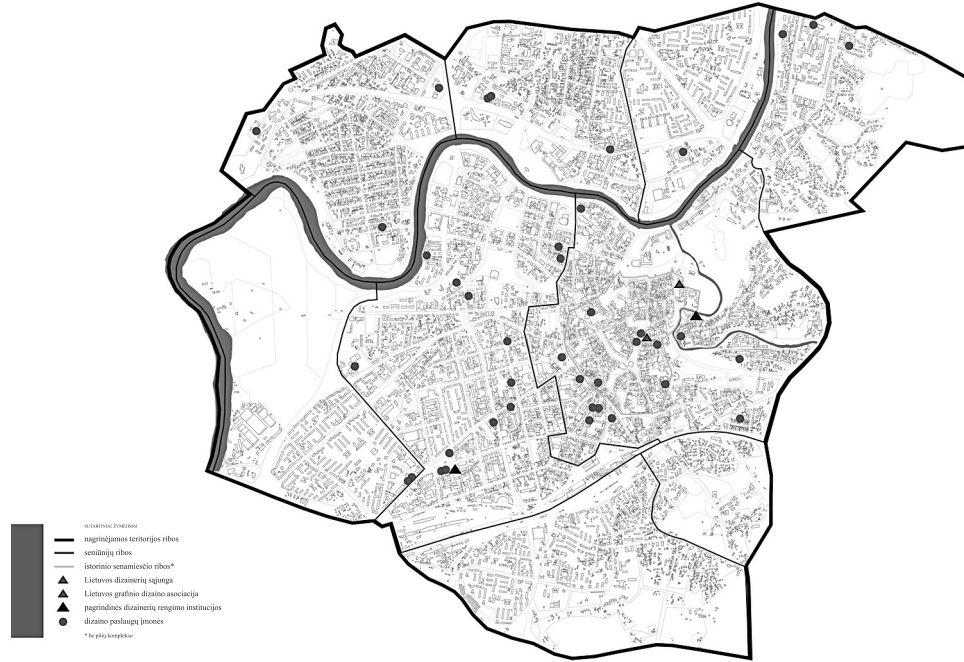 SUTARTINIAI ŽYMĖJIMAI
nagrinėjamos teritorijos ribos
seniūnijų ribos
istorinio senamiesčio ribos*
Lietuvos dizainerių sąjunga
Lietuvos grafinio dizaino asociacija
pagrindinės dizainerių rengimo institucijos
dizaino paslaugų įmonės
* be pilių komplekso